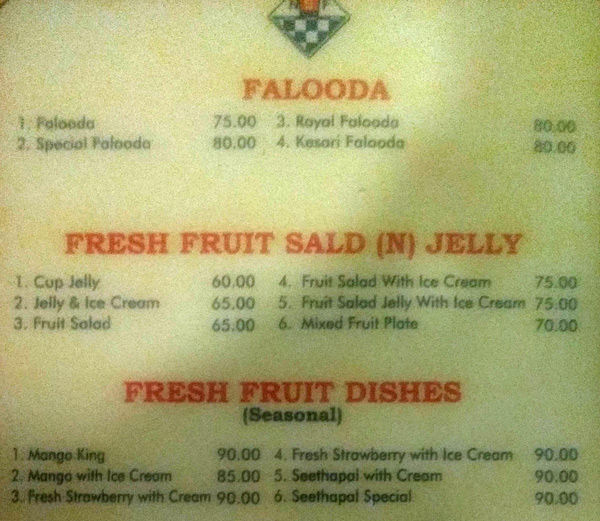 FALOODA
1. Falooda 75.00 3. Royal Falooda 80.00
2. Special Falooda 80.00 4. Kesari Falooda 80.00
FRESH FRUIT SALD (N) JELLY
1. Cup Jelly 60.00 4. Fruit Salad With Ice Cream 75.00
2. Jelly & Ice Cream 65.00 5. Fruit Salad Jelly With Ice Cream 75.00
3. Fruit Salad 65.00 6. Mixed Fruit Plate 70.00
FRESH FRUIT DISHES
(Seasonal)
1. Mango King 90.00 4. Fresh Strawberry with Ice Cream 90.00
2. Mango with Ice Cream 85.00 5. Seethapal with Cream 90.00
3. Fresh Strawberry with Cream 90.00 6. Seethapal Special 90.00